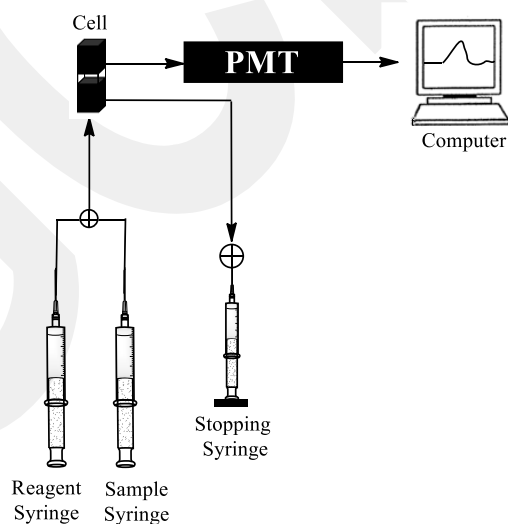 Cell
PMT
Computer
Stopping
Syringe
Reagent
Syringe
Sample
Syringe